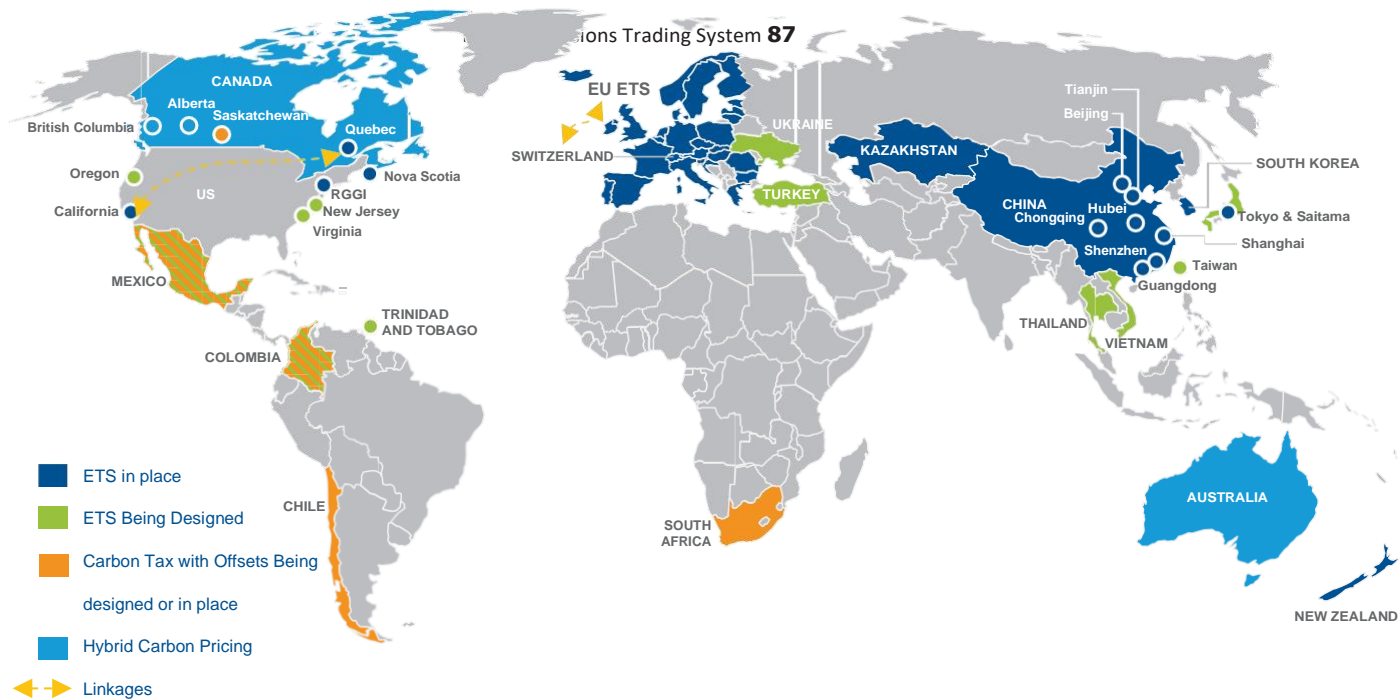 ions Trading System 87
CANADA
Alberta
Saskatchewan
British Columbia
Quebec
Nova Scotia
Oregon
US
RGGI
California
New Jersey
Virginia
MEXICO
TRINIDAD
AND TOBAGO
COLOMBIA
CHILE
EU ETS
UKRAINE
SWITZERLAND
TURKEY
KAZAKHSTAN
Tianjin
Beijing
SOUTH KOREA
CHINA
Chongqing
Hubei
Tokyo & Saitama
Shanghai
Shenzhen
Taiwan
Guangdong
THAILAND
VIETNAM
SOUTH
AFRICA
AUSTRALIA
NEW ZEALAND
ETS in place
ETS Being Designed
Carbon Tax with Offsets Being
designed or in place
Hybrid Carbon Pricing
Linkages